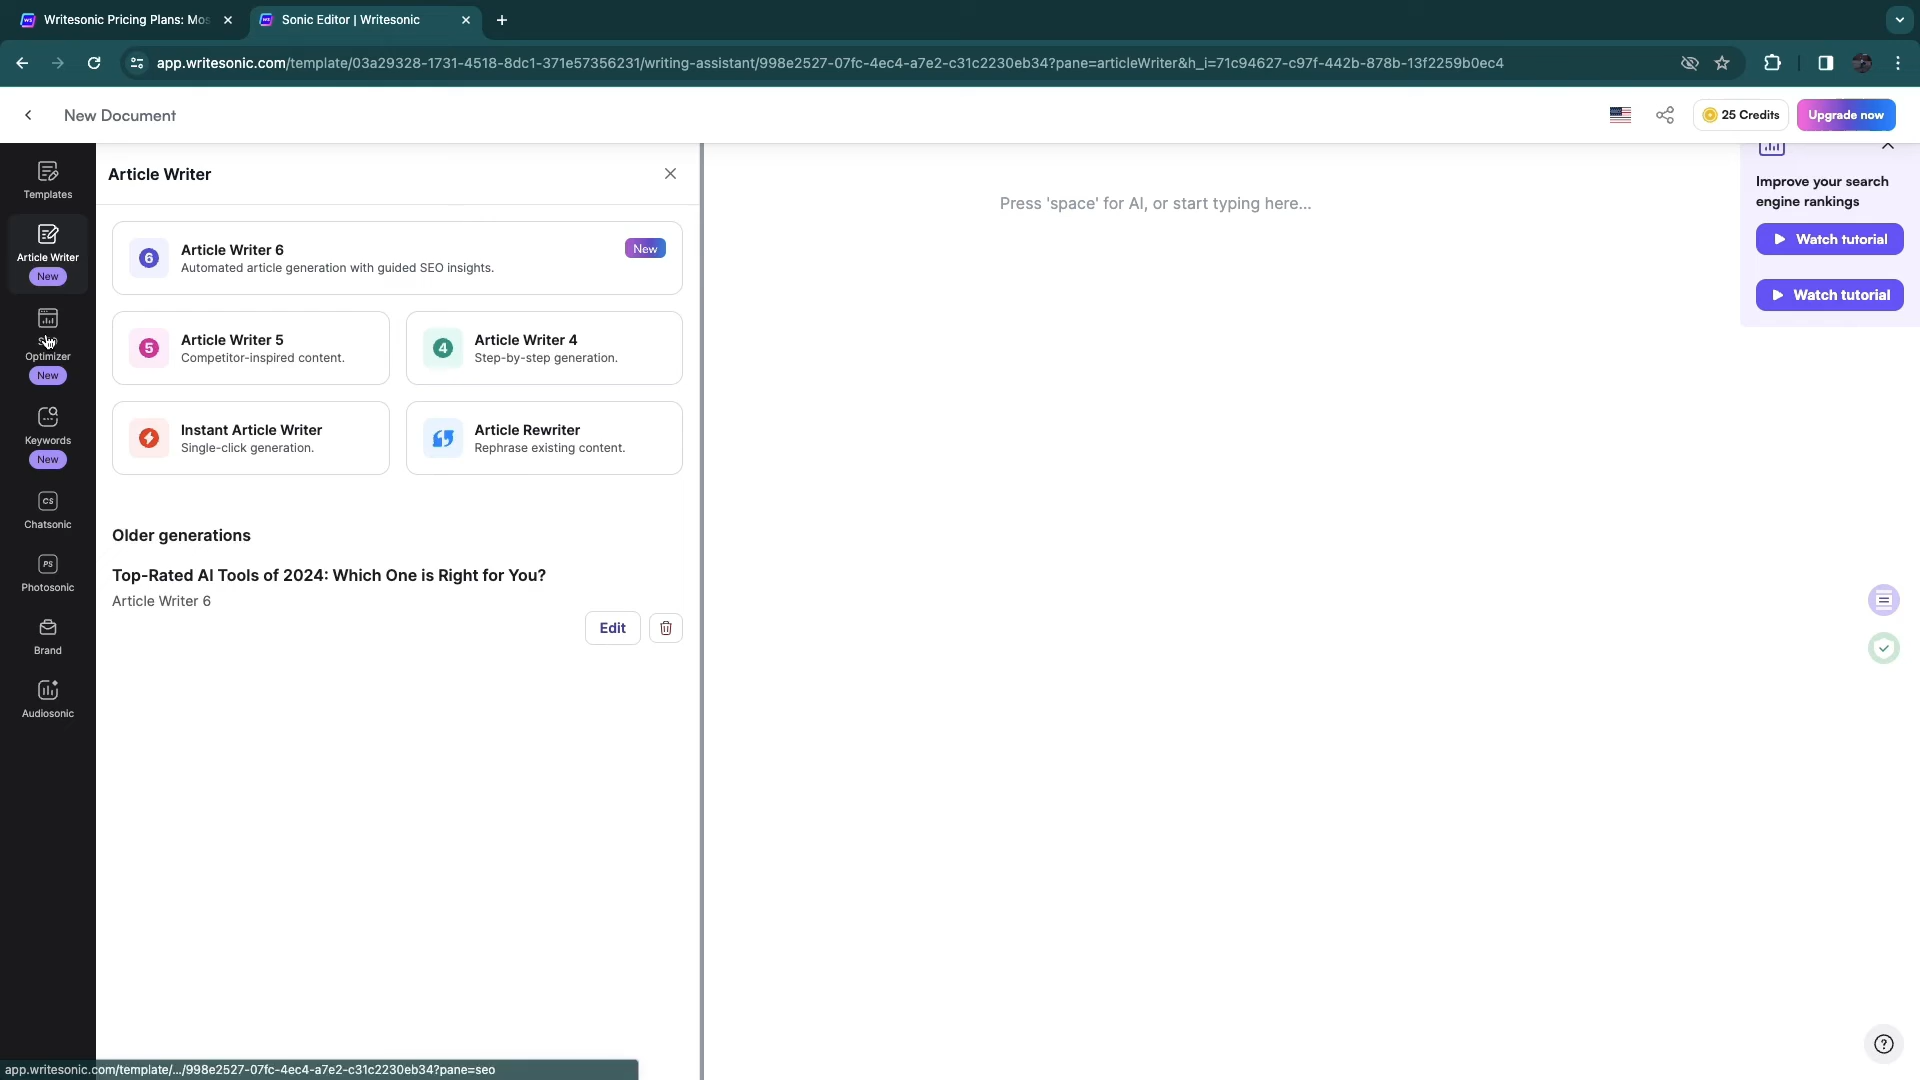 Writesonic Pricing Plans: Mos
Sonic Editor | Writesonic
app.writesonic.com/template/03a29328-1731-4518-8dc1-371e57356231/writing-assistant/998e2527-07fc-4ec4-a7e2-c31c2230eb34?pane=articleWriter&h_i=71c94627-c97f-442b-878b-13f2259b0ec4
New Document
25 Credits
Upgrade now
Templates
Article Writer
New
Optimizer
New
Keywords
New
CS
Chatsonic
PS
Photosonic
Brand
Audiosonic
Article Writer
6
Article Writer 6
Automated article generation with guided SEO insights.
New
5
Article Writer 5
Competitor-inspired content.
4
Article Writer 4
Step-by-step generation.
Instant Article Writer
Single-click generation.
Article Rewriter
Rephrase existing content.
Older generations
Top-Rated AI Tools of 2024: Which One is Right for You?
Article Writer 6
Edit
Press 'space' for AI, or start typing here...
Improve your search
engine rankings
Watch tutorial
Watch tutorial
app.writesonic.com/template/.../998e2527-07fc-4ec4-a7e2-c31c2230eb34?pane=seo